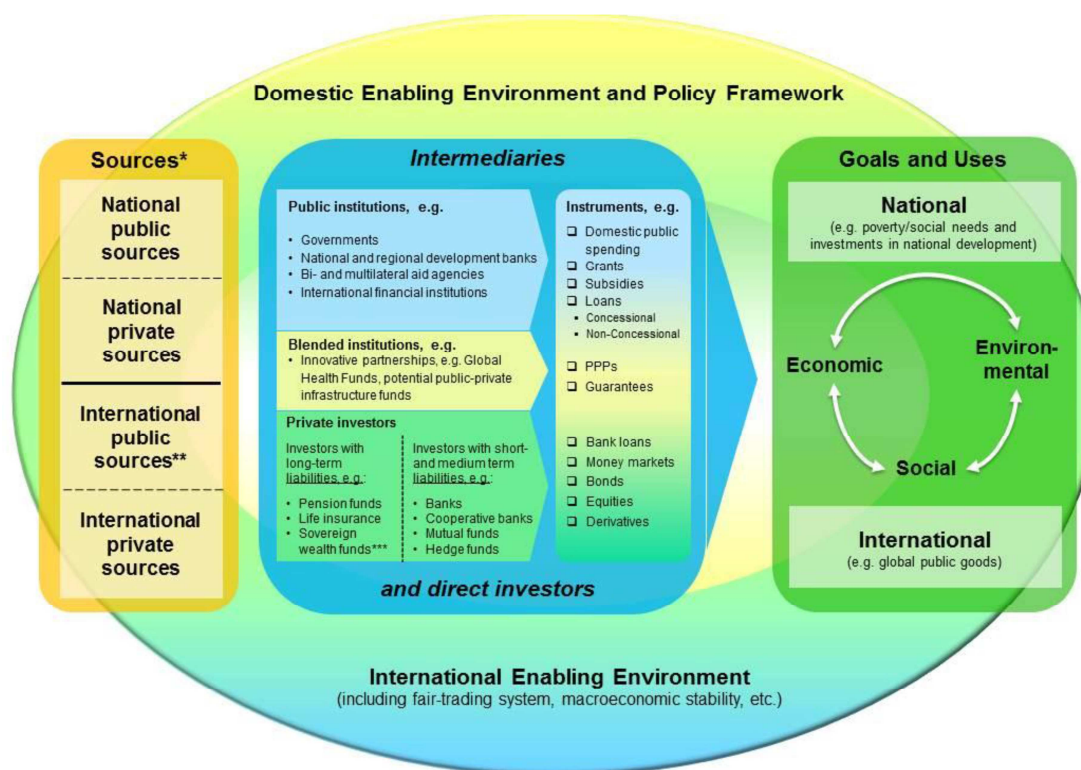 Domestic Enabling Environment and Policy Framework
Sources*
National
public
sources
National
private
sources
International
public
sources**
International
private
sources
Intermediaries
Public institutions, e.g.
• Governments
• National and regional development banks
• Bi- and multilateral aid agencies
• International financial institutions
Blended institutions, e.g.
• Innovative partnerships, e.g. Global
Health Funds, potential public-private
infrastructure funds
Private investors
Investors with
long-term
liabilities, e.g.:
• Pension funds
• Life insurance
• Sovereign
wealth funds***
Investors with short-
and medium term
liabilities, e.g.:
• Banks
• Cooperative banks
• Mutual funds
• Hedge funds
Instruments, e.g.
❑ Domestic public
spending
❑ Grants
❑ Subsidies
❑ Loans
▪ Concessional
▪ Non-Concessional
❑ PPPs
❑ Guarantees
❑ Bank loans
❑ Money markets
❑ Bonds
❑ Equities
❑ Derivatives
and direct investors
Goals and Uses
National
(e.g. poverty/social needs and
investments in national development)
Economic
Environ-
mental
Social
International
(e.g. global public goods)
International Enabling Environment
(including fair-trading system, macroeconomic stability, etc.)